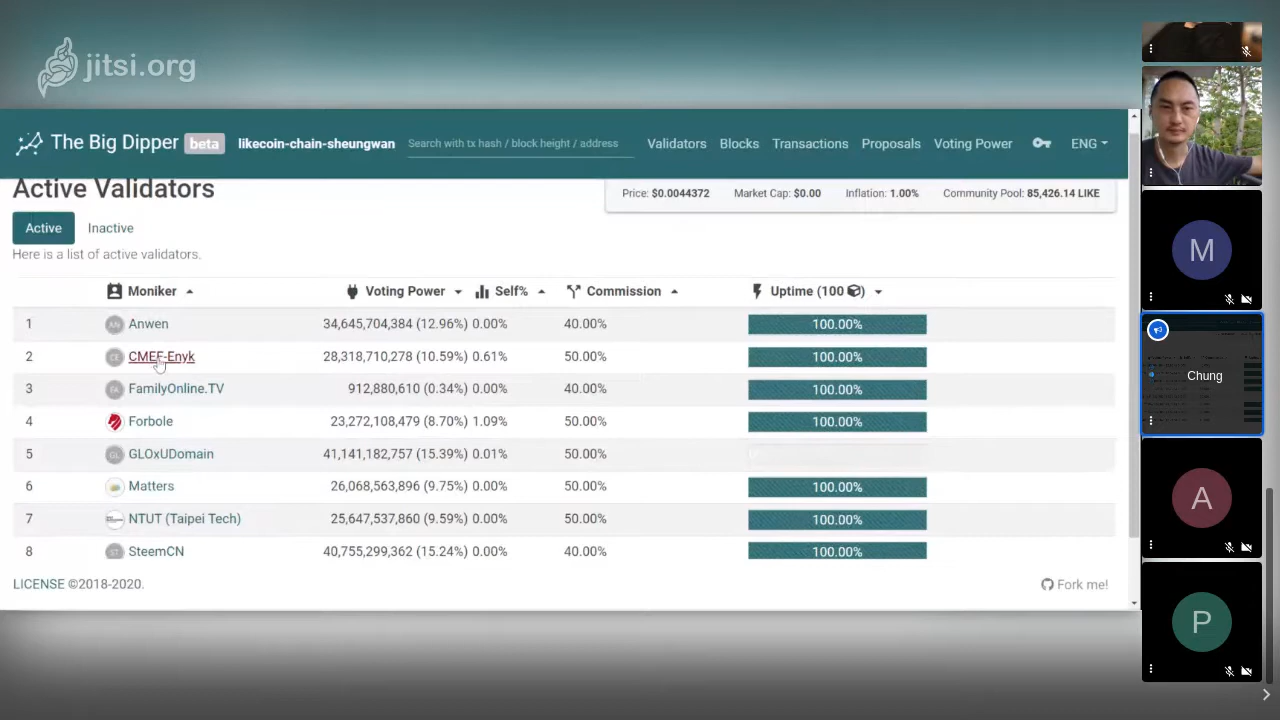 jitsi.org
The Big Dipper beta likecoin-chain-sheungwan Search with tx hash / block height / address Validators Blocks Transactions Proposals Voting Power ENG
Active Validators
Price: $0.0044372 Market Cap: $0.00 Inflation: 1.00% Community Pool: 85,426.14 LIKE
Active Inactive
Here is a list of active validators.
Moniker Voting Power Self% Commission Uptime (100 )
1 Anwen 34,645,704,384 (12.96%) 0.00% 40.00% 100.00%
2 CE CMEF-Enyk 28,318,710,278 (10.59%) 0.61% 50.00% 100.00%
3 FA FamilyOnline.TV 912,880,610 (0.34%) 0.00% 40.00% 100.00%
4 Forbole 23,272,108,479 (8.70%) 1.09% 50.00% 100.00%
5 GL GLOxUDomain 41,141,182,757 (15.39%) 0.01% 50.00%
6 Matters 26,068,563,896 (9.75%) 0.00% 50.00% 100.00%
7 NTUT (Taipei Tech) 25,647,537,860 (9.59%) 0.00% 50.00% 100.00%
8 ST SteemCN 40,755,299,362 (15.24%) 0.00% 40.00% 100.00%
LICENSE ©2018-2020. Fork me!
M
Chung
A
P